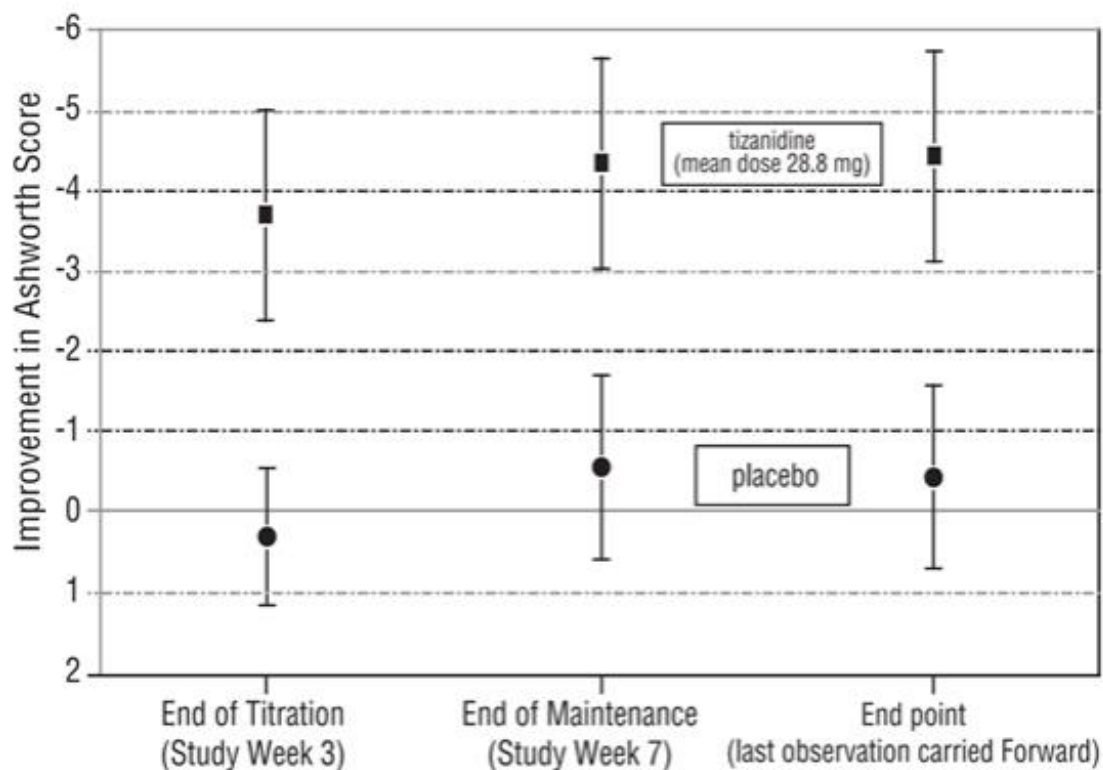 Improvement in Ashworth Score
-6
-5
-4
-3
-2
-1
0
1
2
tizanidine
(mean dose 28.8 mg)
placebo
End of Titration
(Study Week 3)
End of Maintenance
(Study Week 7)
End point
(last observation carried Forward)